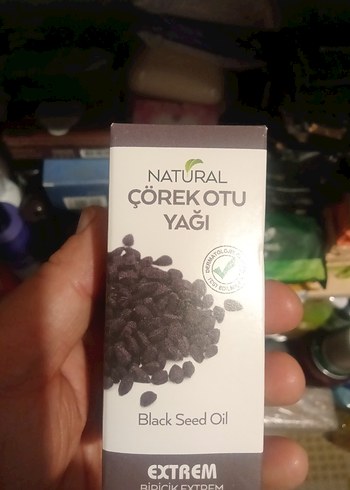 NATURAL
ÇÖREK OTU
YAĞI
Black Seed Oil
EXTREM
BİRİCİK EXTREM